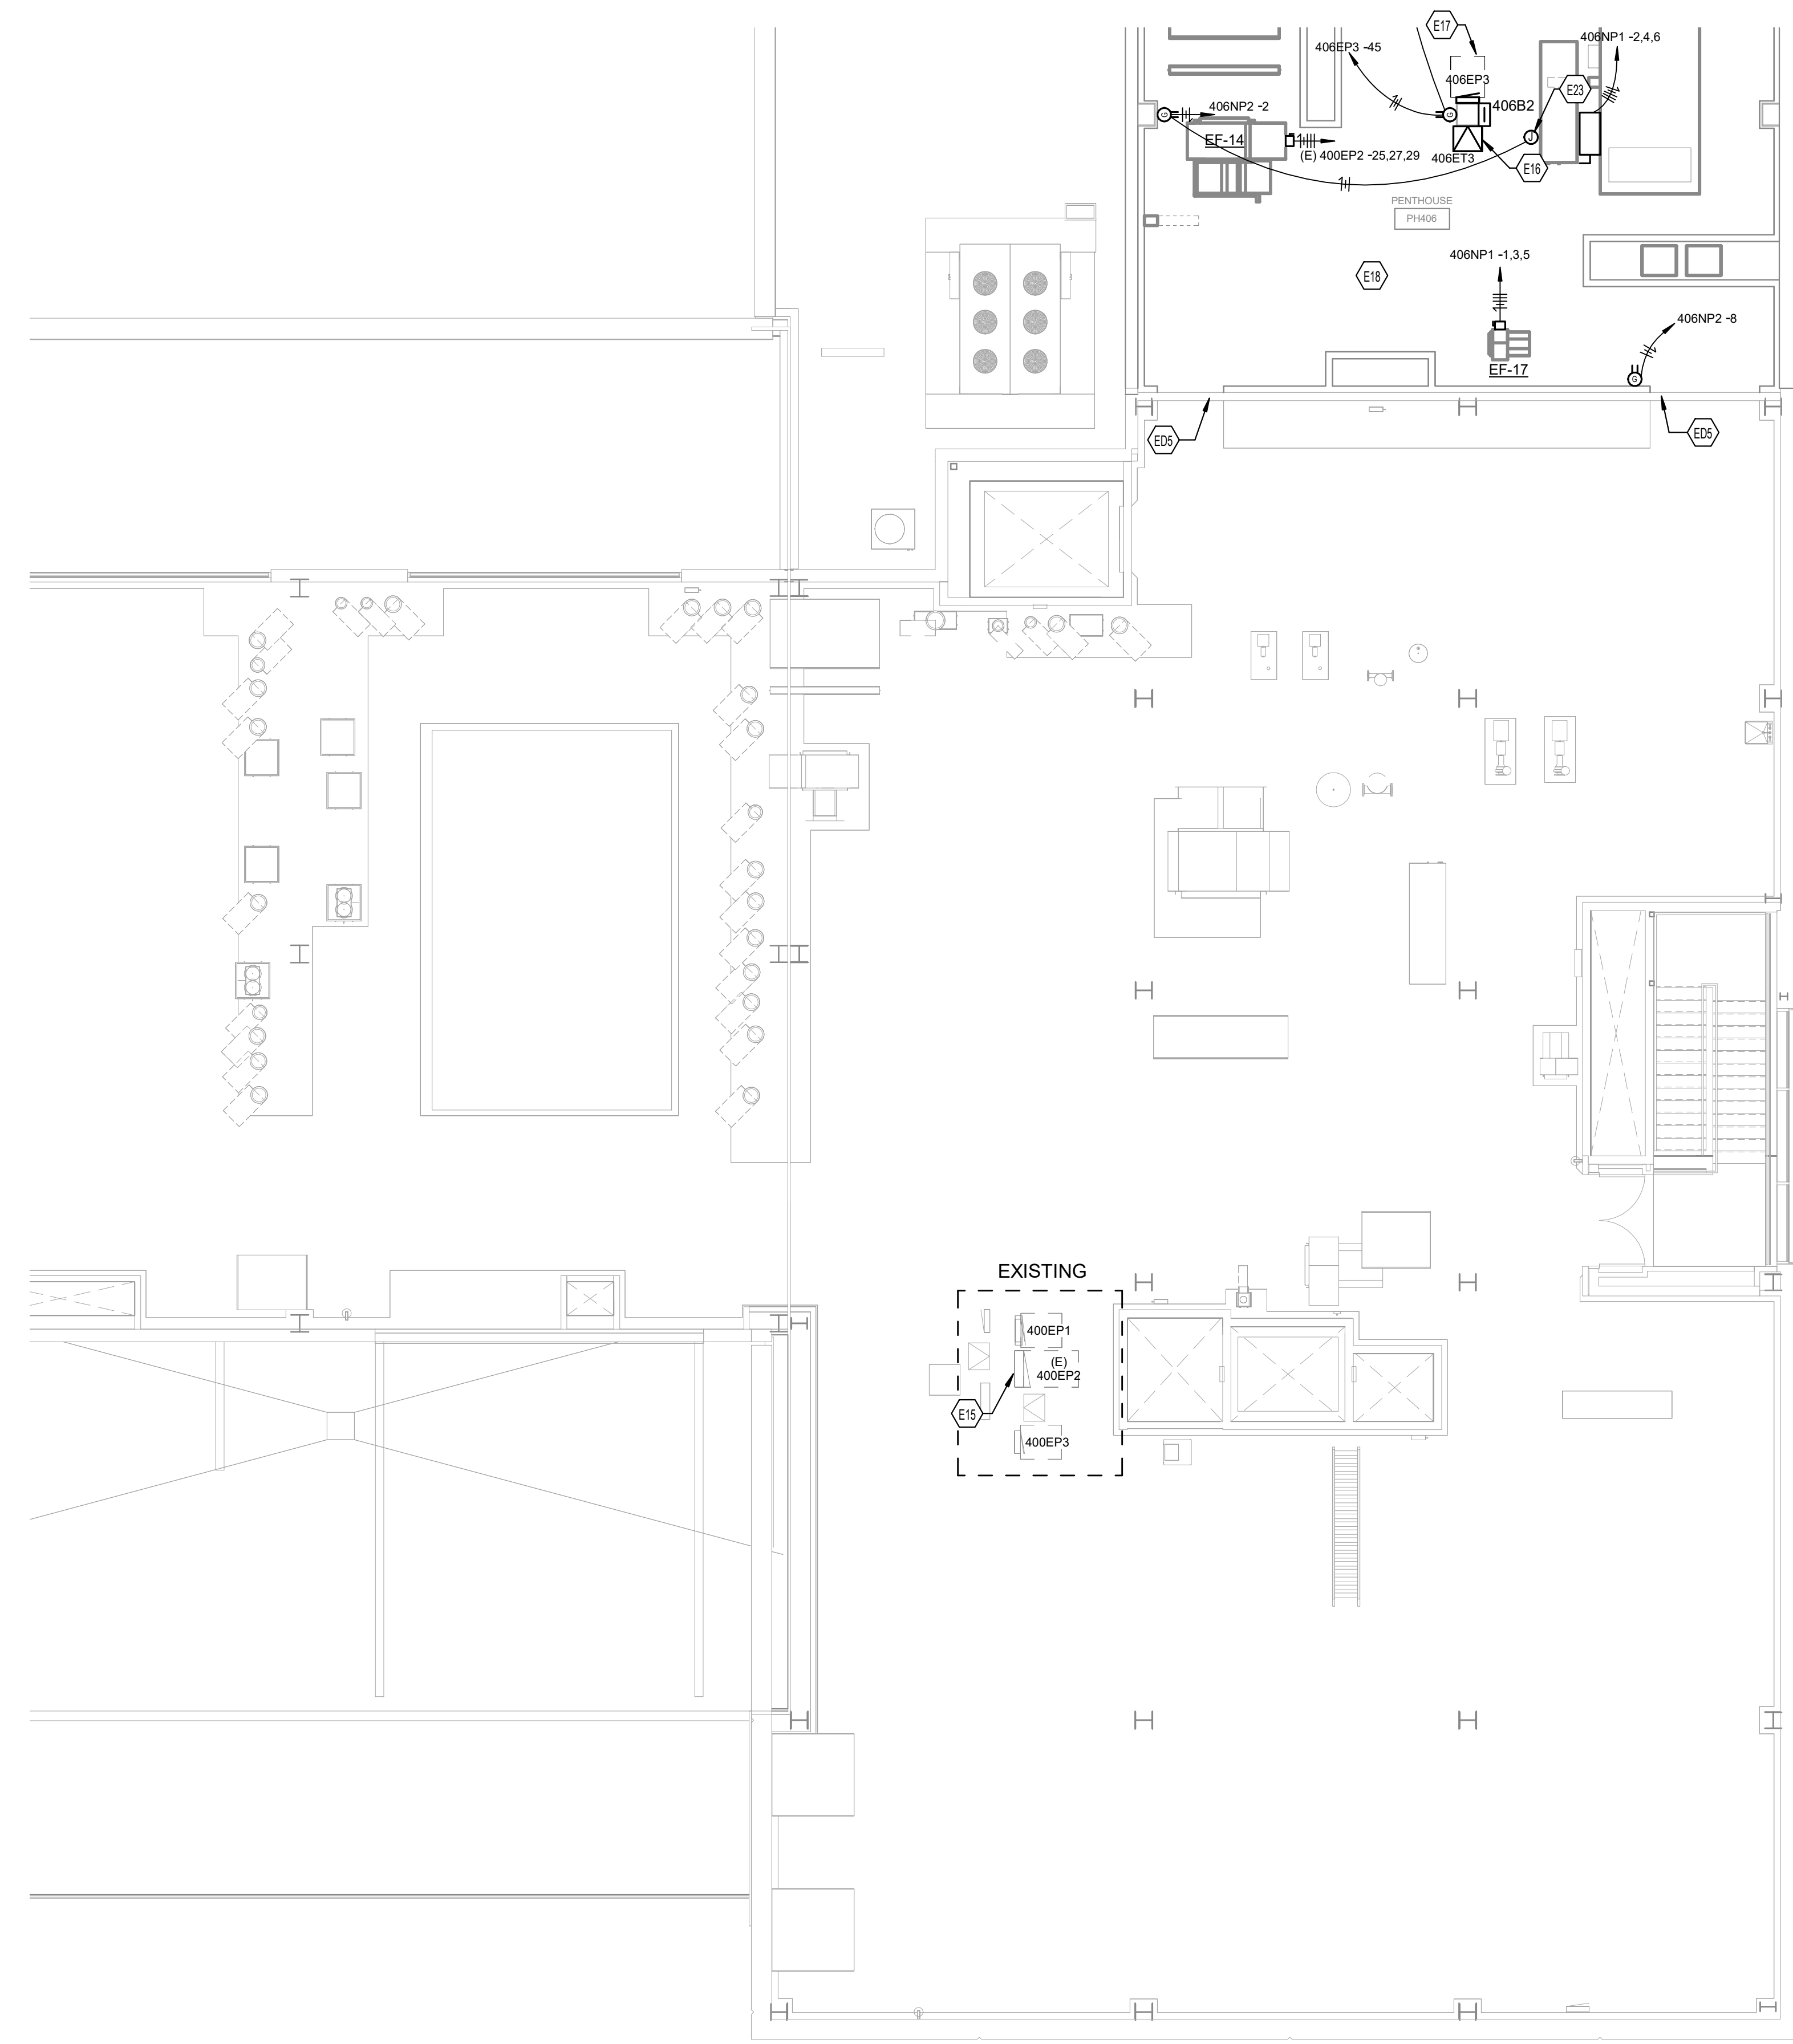 E17
406EP3 -45
406NP1 -2,4,6
406EP3
E23
406NP2 -2
G
G
406B2
J
EF-14
(E) 400EP2 -25,27,29
406ET3
E16
PENTHOUSE
PH406
406NP1 -1,3,5
E18
406NP2 -8
EF-17
G
ED5
ED5
EXISTING
400EP1
(E)
400EP2
E15
400EP3